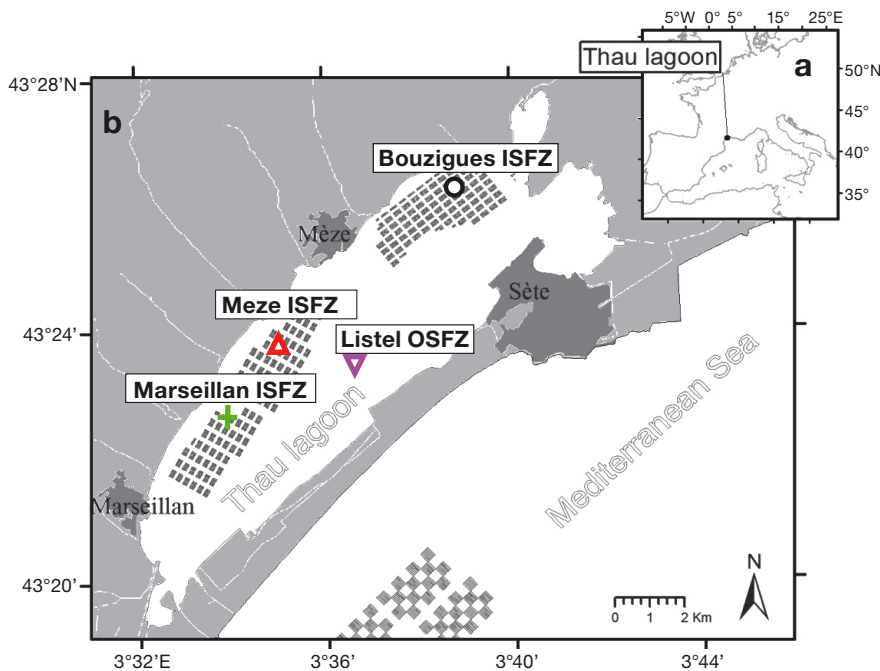 5°W 0° 5° 15° 25°E
Thau lagoon
a
50°N
45°
40°
35°
43°28’N
b
Bouzigues ISFZ
Mèze
Sète
Meze ISFZ
43°24’
Listel OSFZ
Marseillan ISFZ
Thau lagoon
Mediterranean Sea
Marseillan
N
43°20’
0 1 2 Km
3°32’E 3°36’ 3°40’ 3°44’